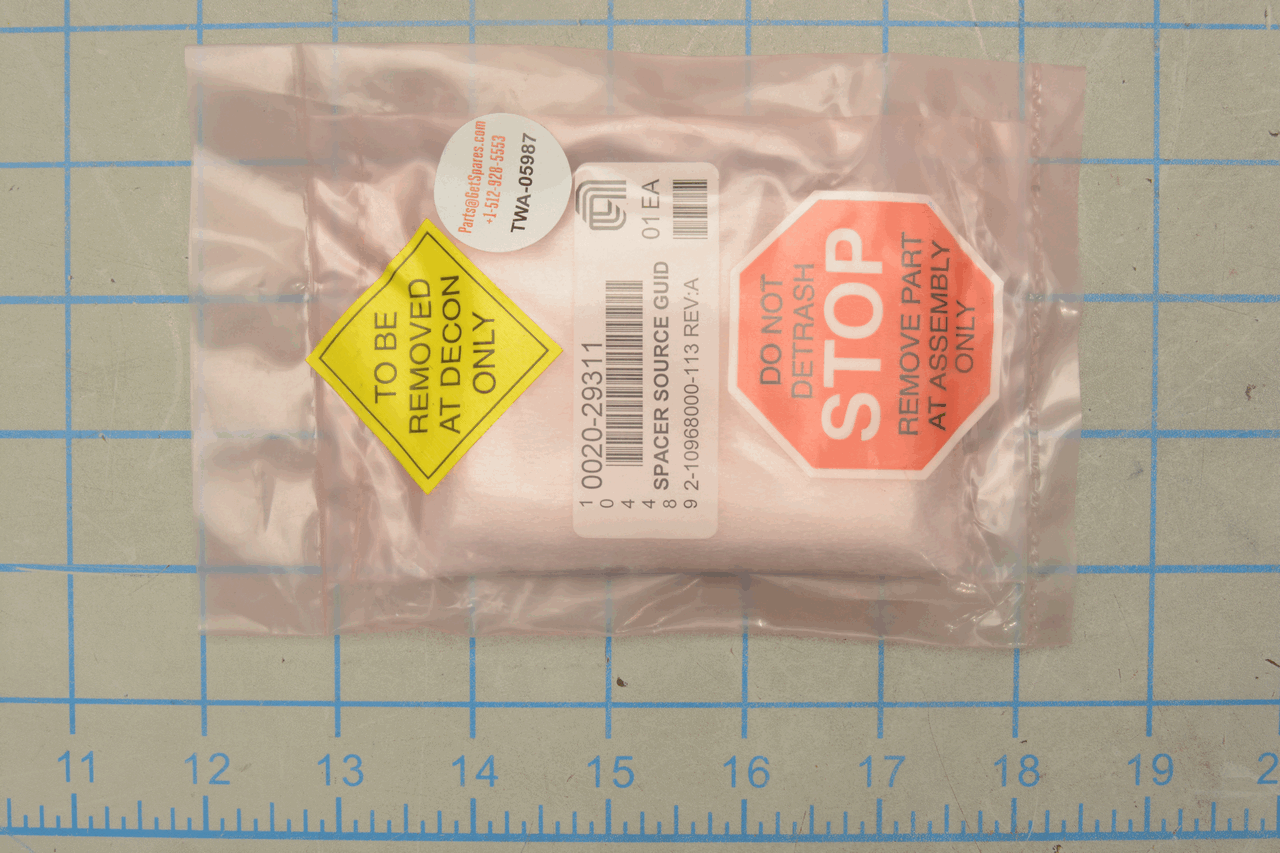 Parts@GetSpares.com
+1-512-928-5553
TWA-05987
TO BE
REMOVED
AT DECON
ONLY
01 EA
1 0020-29311
0
4
4
8 SPACER SOURCE GUID
9 2-10968000-113 REV:A
DO NOT
DETRASH
STOP
REMOVE PART
AT ASSEMBLY
ONLY
11 12 13 14 15 16 17 18 19 2